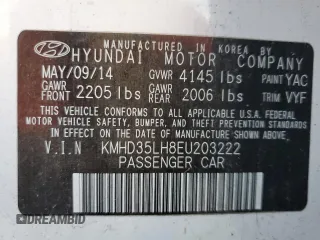 MANUFACTURED IN KOREA BY
HYUNDAI MOTOR COMPANY
MAY/09/14 GVWR 4145 lbs PAINT YAC
GAWR FRONT 2205 lbs GAWR REAR 2006 lbs TRIM VYF
THIS VEHICLE CONFORMS TO ALL APPLICABLE FEDERAL
MOTOR VEHICLE SAFETY, BUMPER, AND THEFT PREVENTION
STANDARDS IN EFFECT ON THE DATE OF MANUFACTURE SHOWN ABOVE.
V.I.N KMHD35LH8EU203222
PASSENGER CAR
© DREAMBID